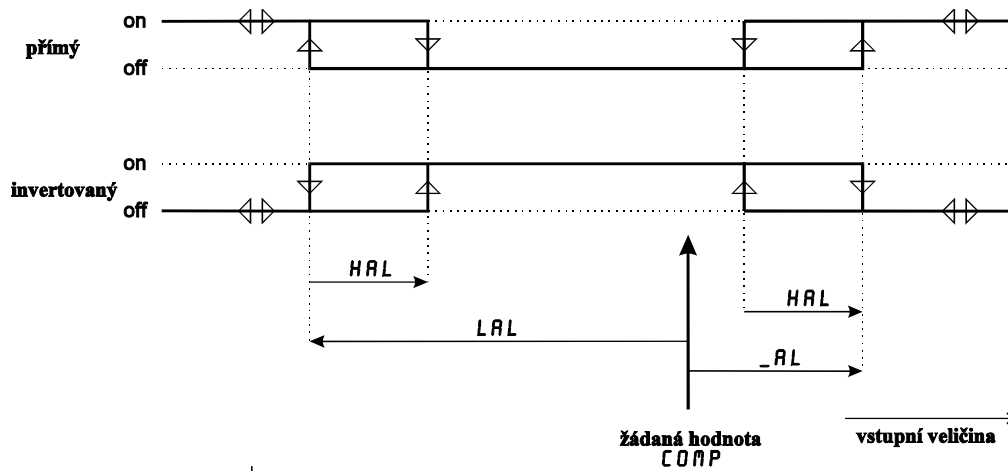 on
přímý
off
on
invertovaný
off
HAL
HAL
LAL
_AL
žádaná hodnota
COMP
vstupní veličina